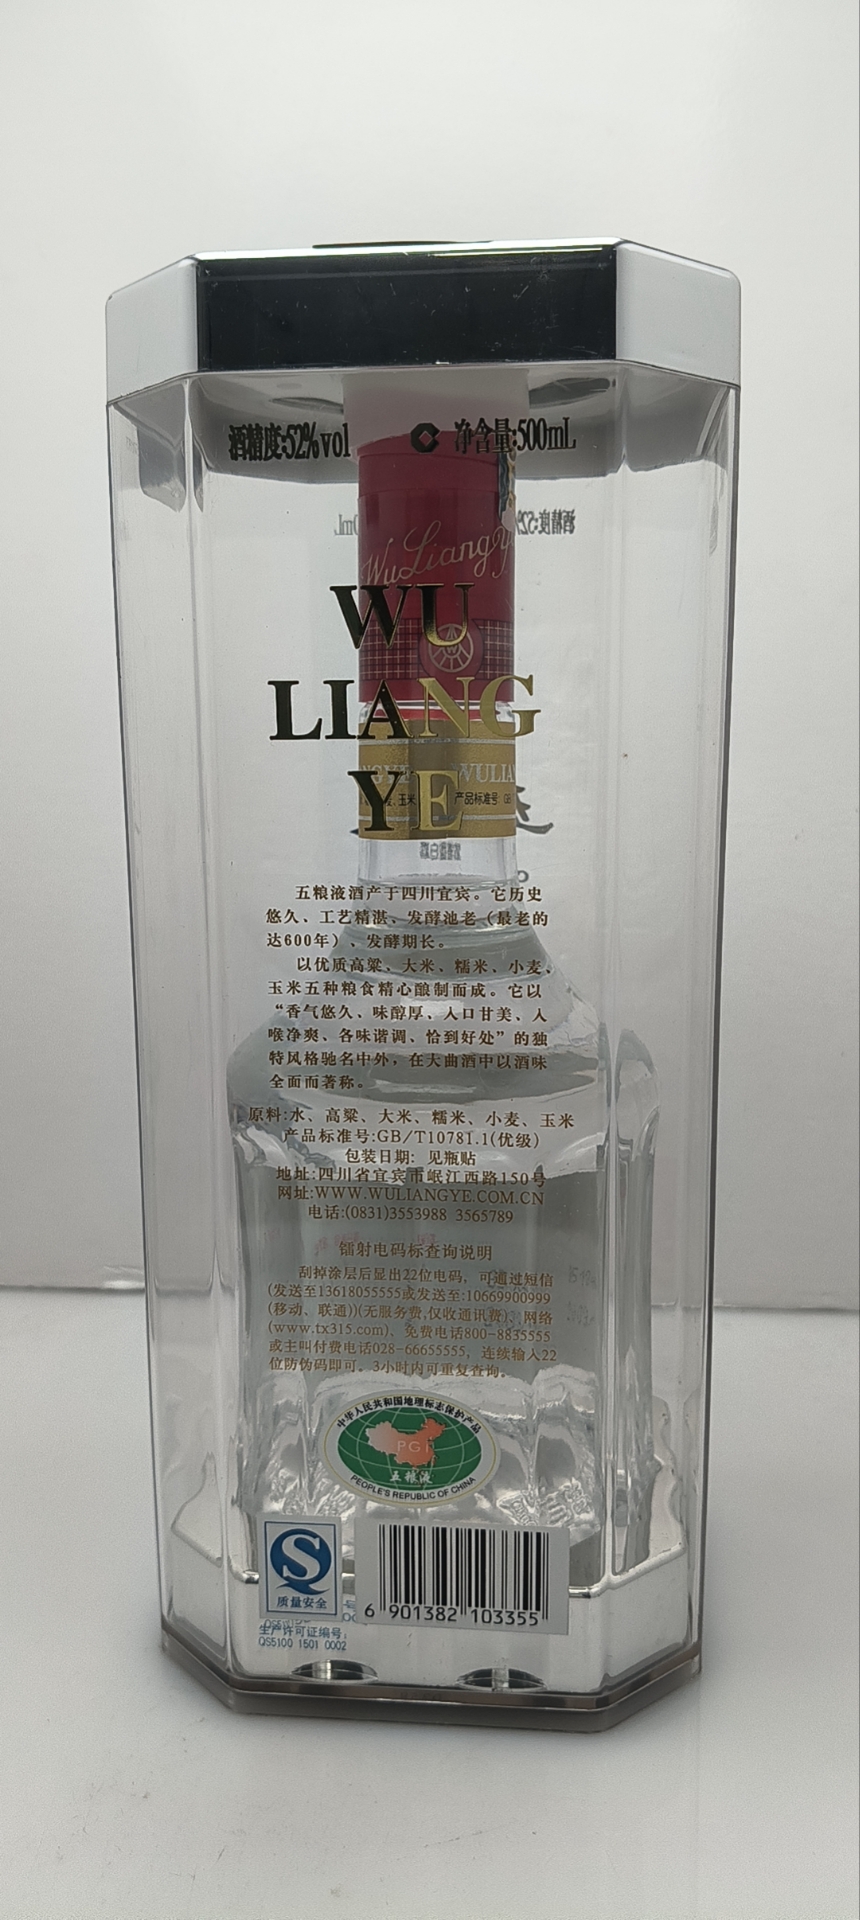 酒精度:52%vol 净含量:500mL
WuLiangYe
WU
LIANG
YE
产品标准号:
五粮液酒产于四川宜宾。它历史
悠久、工艺精湛、发酵池老（最老的
达600年）、发酵期长。
以优质高粱、大米、糯米、小麦、
玉米五种粮食精心酿制而成。它以
“香气悠久、味醇厚、入口甘美、入
喉净爽、各味谐调、恰到好处”的独
特风格驰名中外，在大曲酒中以酒味
全面而著称。
原料:水、高粱、大米、糯米、小麦、玉米
产品标准号:GB/T10781.1(优级)
包装日期: 见瓶贴
地址:四川省宜宾市岷江西路150号
网址:WWW.WULIANGYE.COM.CN
电话:(0831)3553988 3565789
镭射电码标查询说明
刮掉涂层后显出22位电码，可通过短信
(发送至13618055555或发送至:10669900999
(移动、联通))(无服务费,仅收通讯费)、网络
(www.tx315.com)、免费电话800-8835555
或主叫付费电话028-66655555，连续输入22
位防伪码即可。3小时内可重复查询。
中华人民共和国地理标志保护产品
PGI
五粮液
PEOPLE'S REPUBLIC OF CHINA
质量安全
6 901382 103355
生产许可证编号:
QS5100 1501 0002